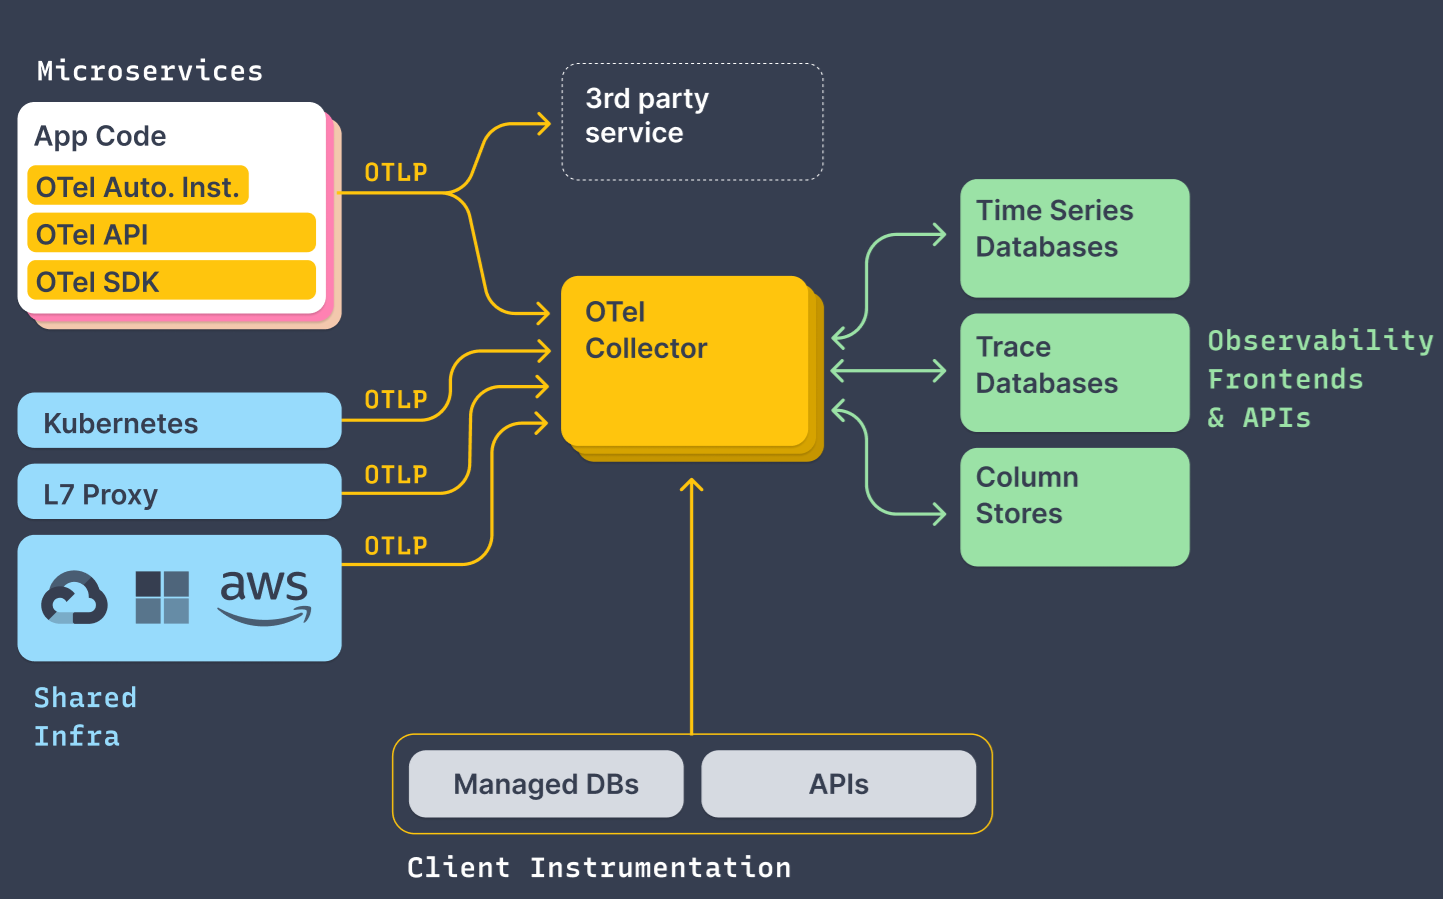 Microservices
App Code
OTel Auto. Inst.
OTel API
OTel SDK
OTLP
3rd party
service
OTel
Collector
Kubernetes
OTLP
L7 Proxy
OTLP
OTLP
aws
Shared
Infra
Time Series
Databases
Trace
Databases
Column
Stores
Observability
Frontends
& APIs
Managed DBs
APIs
Client Instrumentation